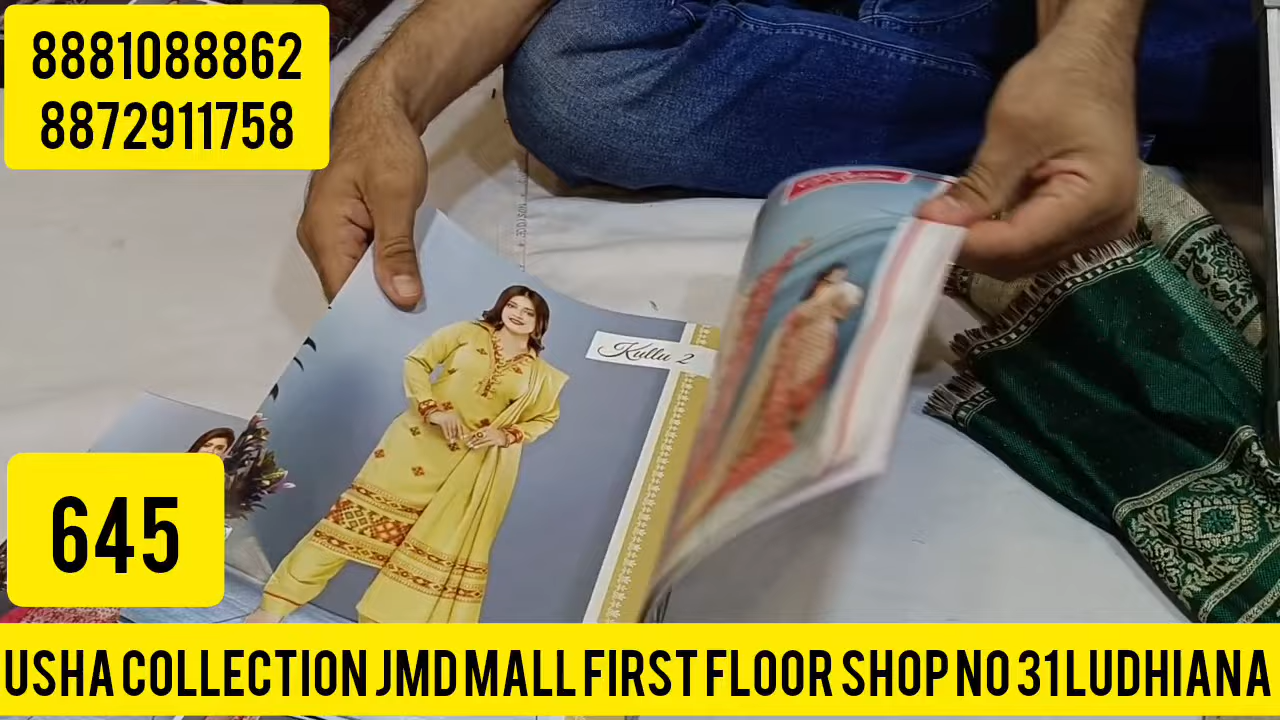 8881088862
8872911758
Kullu 2
645
USHA COLLECTION JMD MALL FIRST FLOOR SHOP NO 31 LUDHIANA